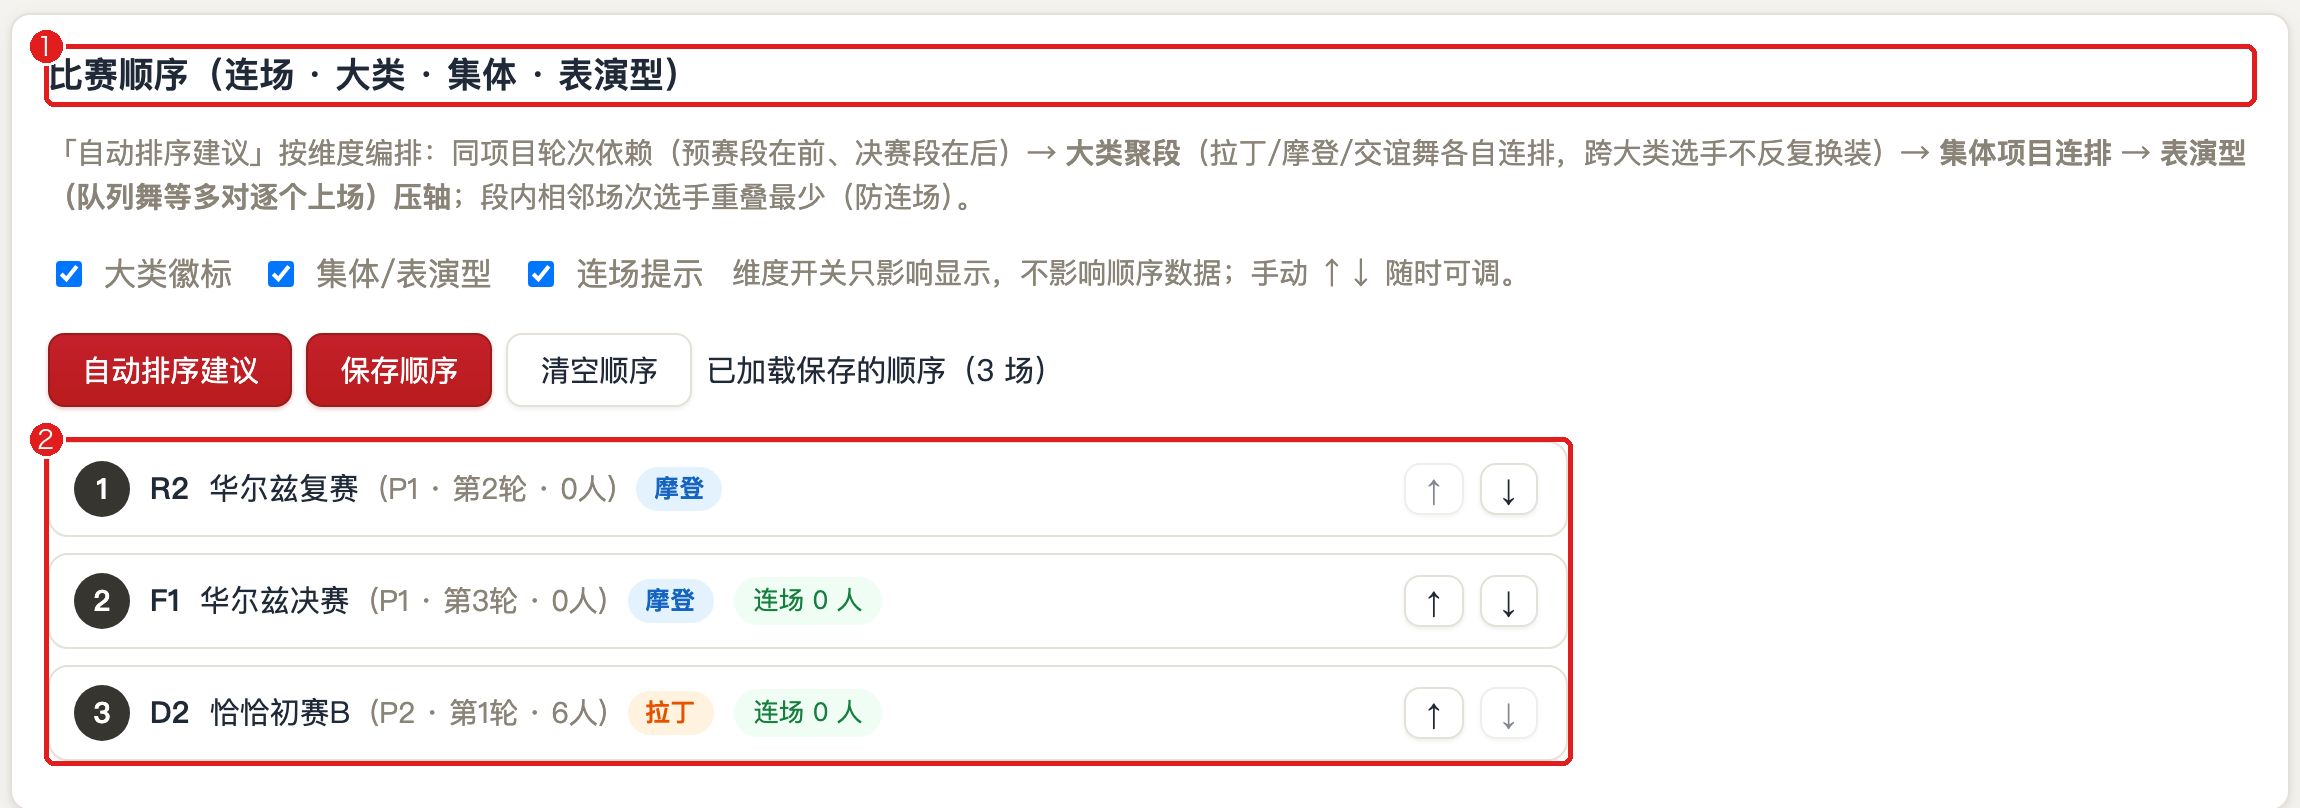 1
比赛顺序（连场 · 大类 · 集体 · 表演型）
「自动排序建议」按维度编排：同项目轮次依赖（预赛段在前、决赛段在后）→ 大类聚段（拉丁/摩登/交谊舞各自连排，跨大类选手不反复换装）→ 集体项目连排 → 表演型
（队列舞等多对逐个上场）压轴；段内相邻场次选手重叠最少（防连场）。
大类徽标 集体/表演型 连场提示 维度开关只影响显示，不影响顺序数据；手动 ↑↓ 随时可调。
自动排序建议 保存顺序 清空顺序 已加载保存的顺序（3 场）
2
1 R2 华尔兹复赛 （P1 · 第2轮 · 0人） 摩登 ↑ ↓
2 F1 华尔兹决赛 （P1 · 第3轮 · 0人） 摩登 连场 0 人 ↑ ↓
3 D2 恰恰初赛B （P2 · 第1轮 · 6人） 拉丁 连场 0 人 ↑ ↓